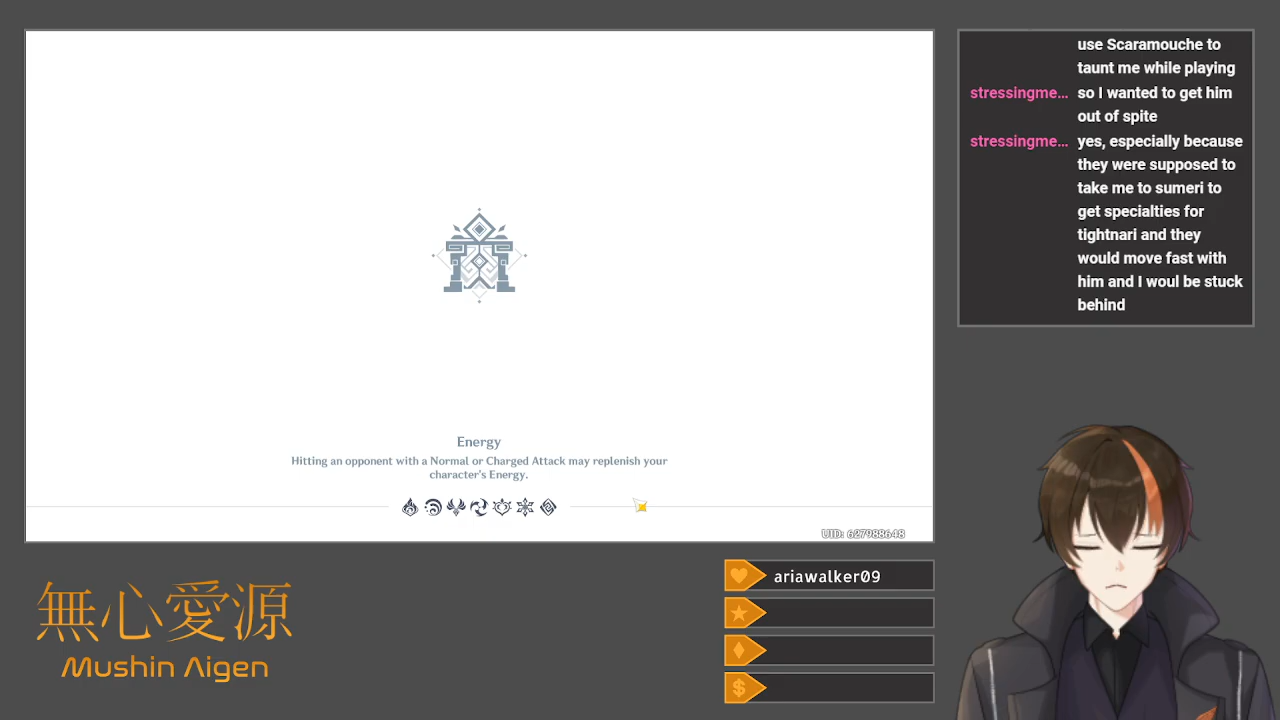 use Scaramouche to
taunt me while playing
stressingme... so I wanted to get him
out of spite
stressingme... yes, especially because
they were supposed to
take me to sumeri to
get specialties for
tightnari and they
would move fast with
him and I woul be stuck
behind
Energy
Hitting an opponent with a Normal or Charged Attack may replenish your
character's Energy.
UID: 627988648
無心愛源
Mushin Aigen
ariawalker09
$